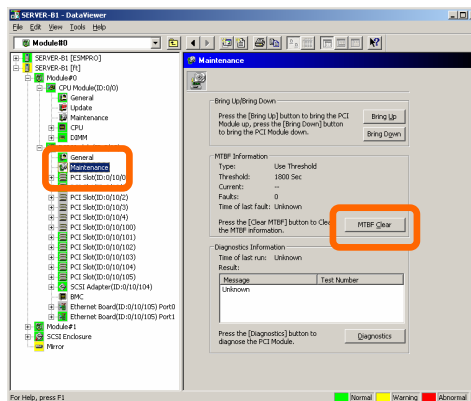 SERVER-B1 - DataViewer
File Edit View Tools Help
Module#0
SERVER-B1 [ESMPRO]
SERVER-B1 [ft]
Module#0
CPU Module(ID:0/0)
General
Update
Maintenance
CPU
DIMM
General
Maintenance
PCI Slot(ID:0/10/0
PCI Slot(ID:0/10/2)
PCI Slot(ID:0/10/3)
PCI Slot(ID:0/10/4)
PCI Slot(ID:0/10/100)
PCI Slot(ID:0/10/101)
PCI Slot(ID:0/10/102)
PCI Slot(ID:0/10/103)
PCI Slot(ID:0/10/104)
PCI Slot(ID:0/10/105)
SCSI Adapter(ID:0/10/104)
BMC
Ethernet Board(ID:0/10/105) Port0
Ethernet Board(ID:0/10/105) Port1
Module#1
SCSI Enclosure
Mirror
Maintenance
Bring Up/Bring Down
Press the [Bring Up] button to bring the PCI
Module up, press the [Bring Down] button
to bring the PCI Module down.
Bring Up
Bring Down
MTBF Information
Type: Use Threshold
Threshold: 1800 Sec
Current: --
Faults: 0
Time of last fault: Unknown
Press the [Clear MTBF] button to Clea
the MTBF information.
MTBF Clear
Diagnostics Information
Time of last run: Unknown
Result:
Message Test Number
Unknown
Press the [Diagnostics] button to
diagnose the PCI Module.
Diagnostics
For Help, press F1
Normal Warning Abnormal